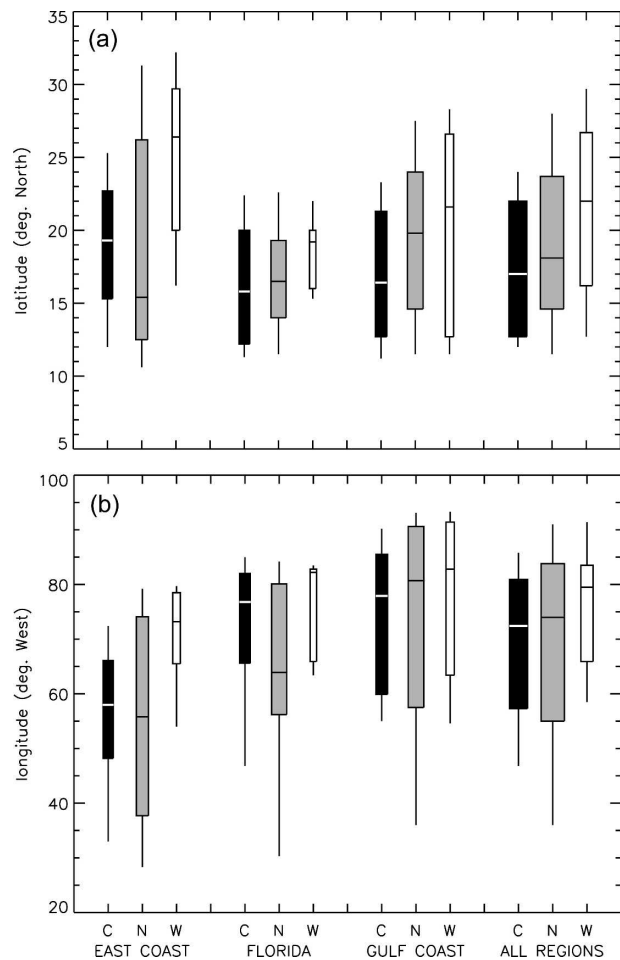 (a)
35
30
25
20
15
10
5
latitude (deg. North)
(b)
100
80
60
40
20
longitude (deg. West)
C N W C N W C N W C N W
EAST COAST FLORIDA GULF COAST ALL REGIONS